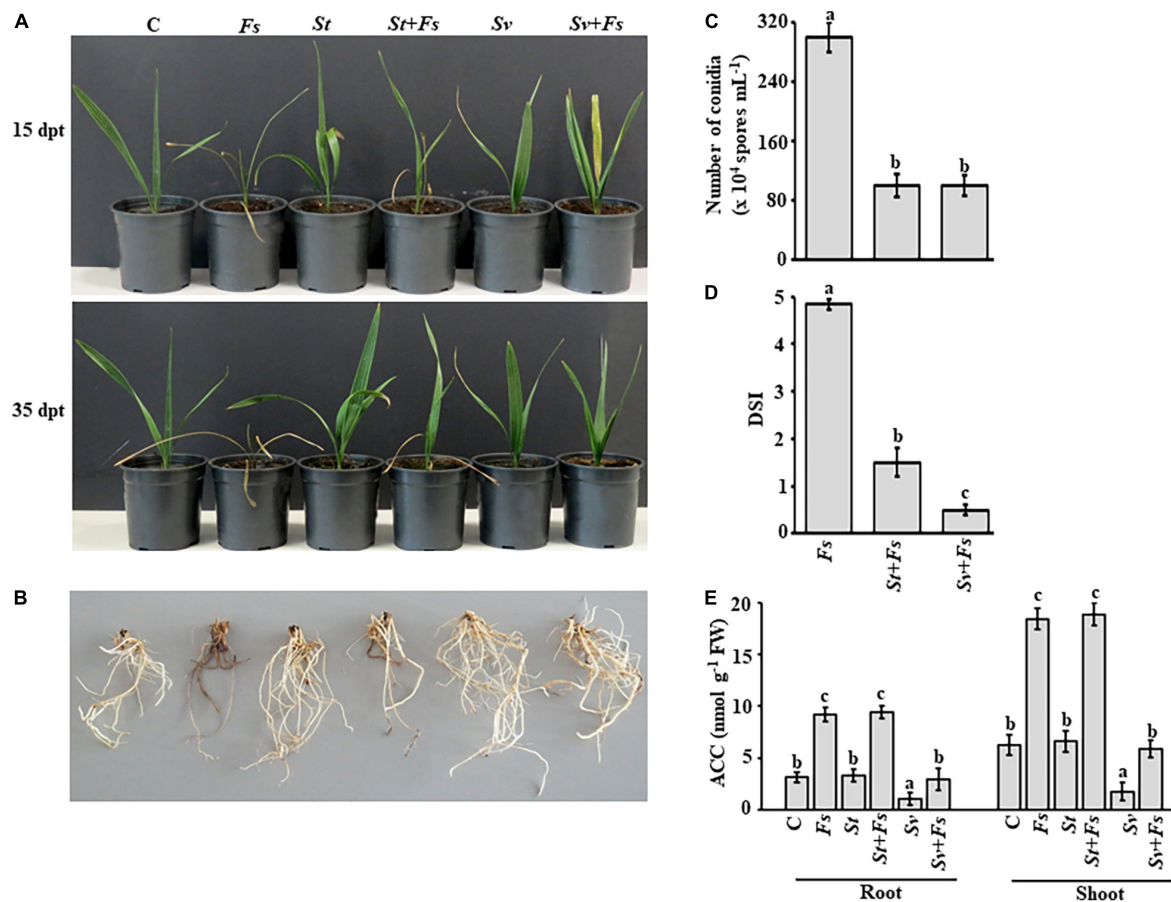 A
C Fs St St+Fs Sv Sv+Fs
15 dpt
35 dpt
B
C
Number of conidia
(x 10⁴ spores mL⁻¹)
320
240
160
80
0
a
b
b
D
DSI
5
4
3
2
1
0
a
b
c
Fs
St+Fs
Sv+Fs
E
ACC (nmol g⁻¹ FW)
20
15
10
5
0
b
c
b
c
a
b
b
c
b
c
a
b
C
Fs
St
St+Fs
Sv
Sv+Fs
C
Fs
St
St+Fs
Sv
Sv+Fs
Root
Shoot